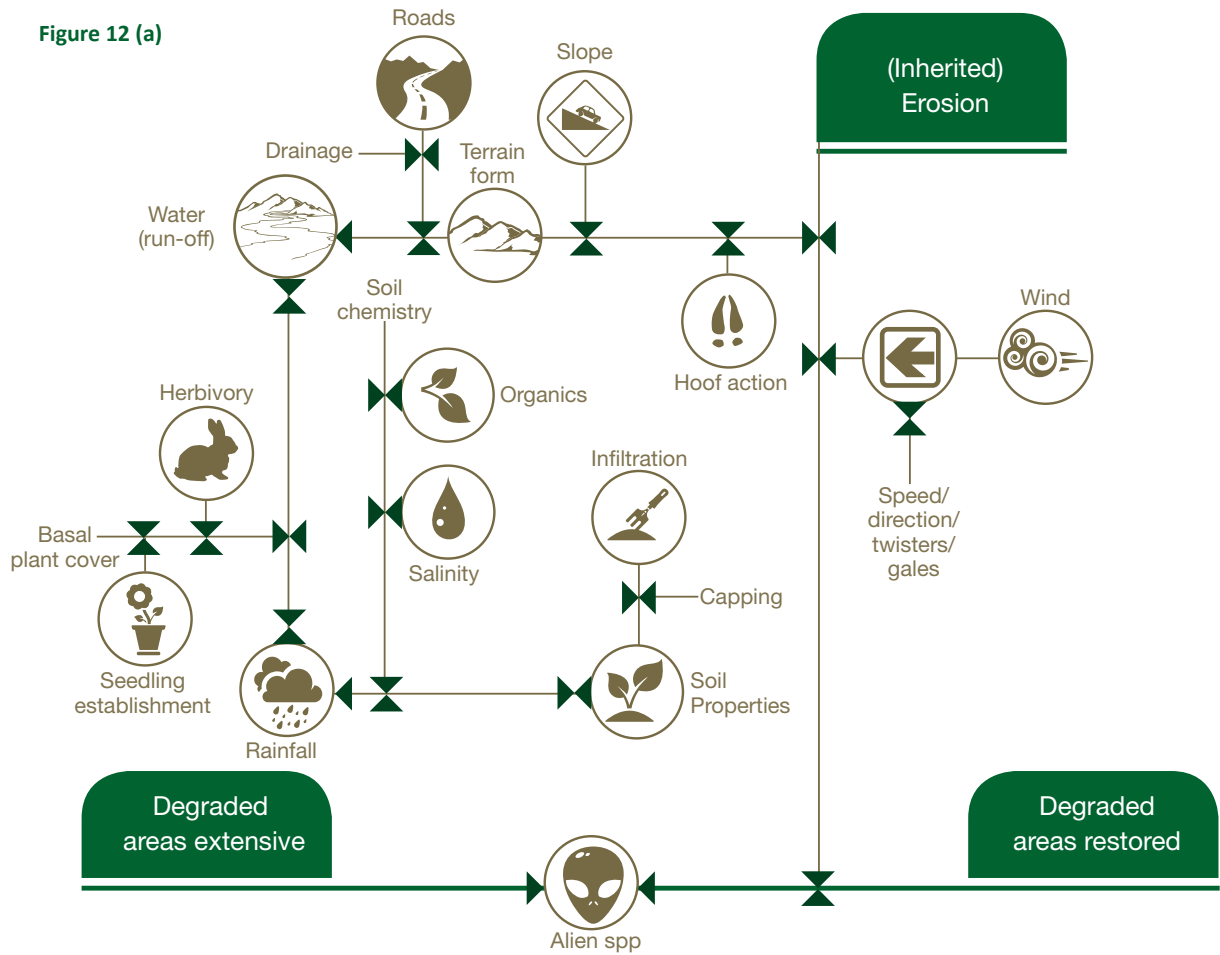 Figure 12 (a)
Roads
Slope
(Inherited)
Erosion
Drainage
Terrain
form
Water
(run-off)
Soil
chemistry
Wind
Hoof action
Herbivory
Organics
Infiltration
Speed/
direction/
twisters/
gales
Basal
plant cover
Salinity
Capping
Seedling
establishment
Soil
Properties
Rainfall
Degraded
areas extensive
Degraded
areas restored
Alien spp